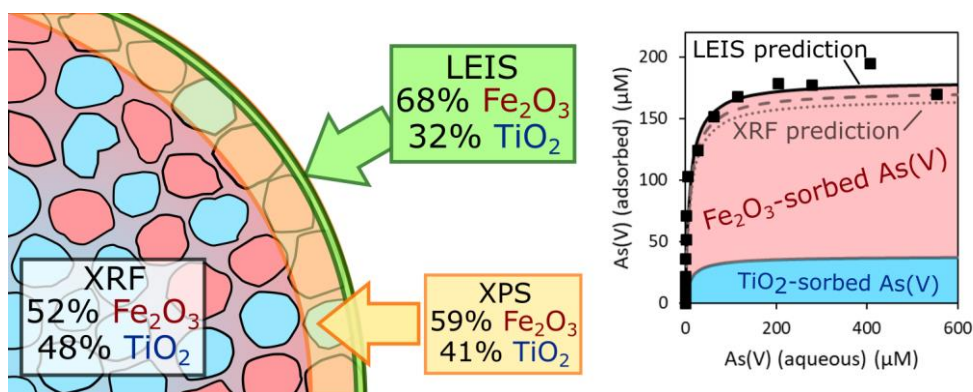 LEIS
68% Fe₂O₃
32% TiO₂
XRF
52% Fe₂O₃
48% TiO₂
XPS
59% Fe₂O₃
41% TiO₂
As(V) (adsorbed) (µM)
200
150
100
50
0
LEIS prediction
XRF prediction
Fe₂O₃-sorbed As(V)
TiO₂-sorbed As(V)
0
200
400
600
As(V) (aqueous) (µM)